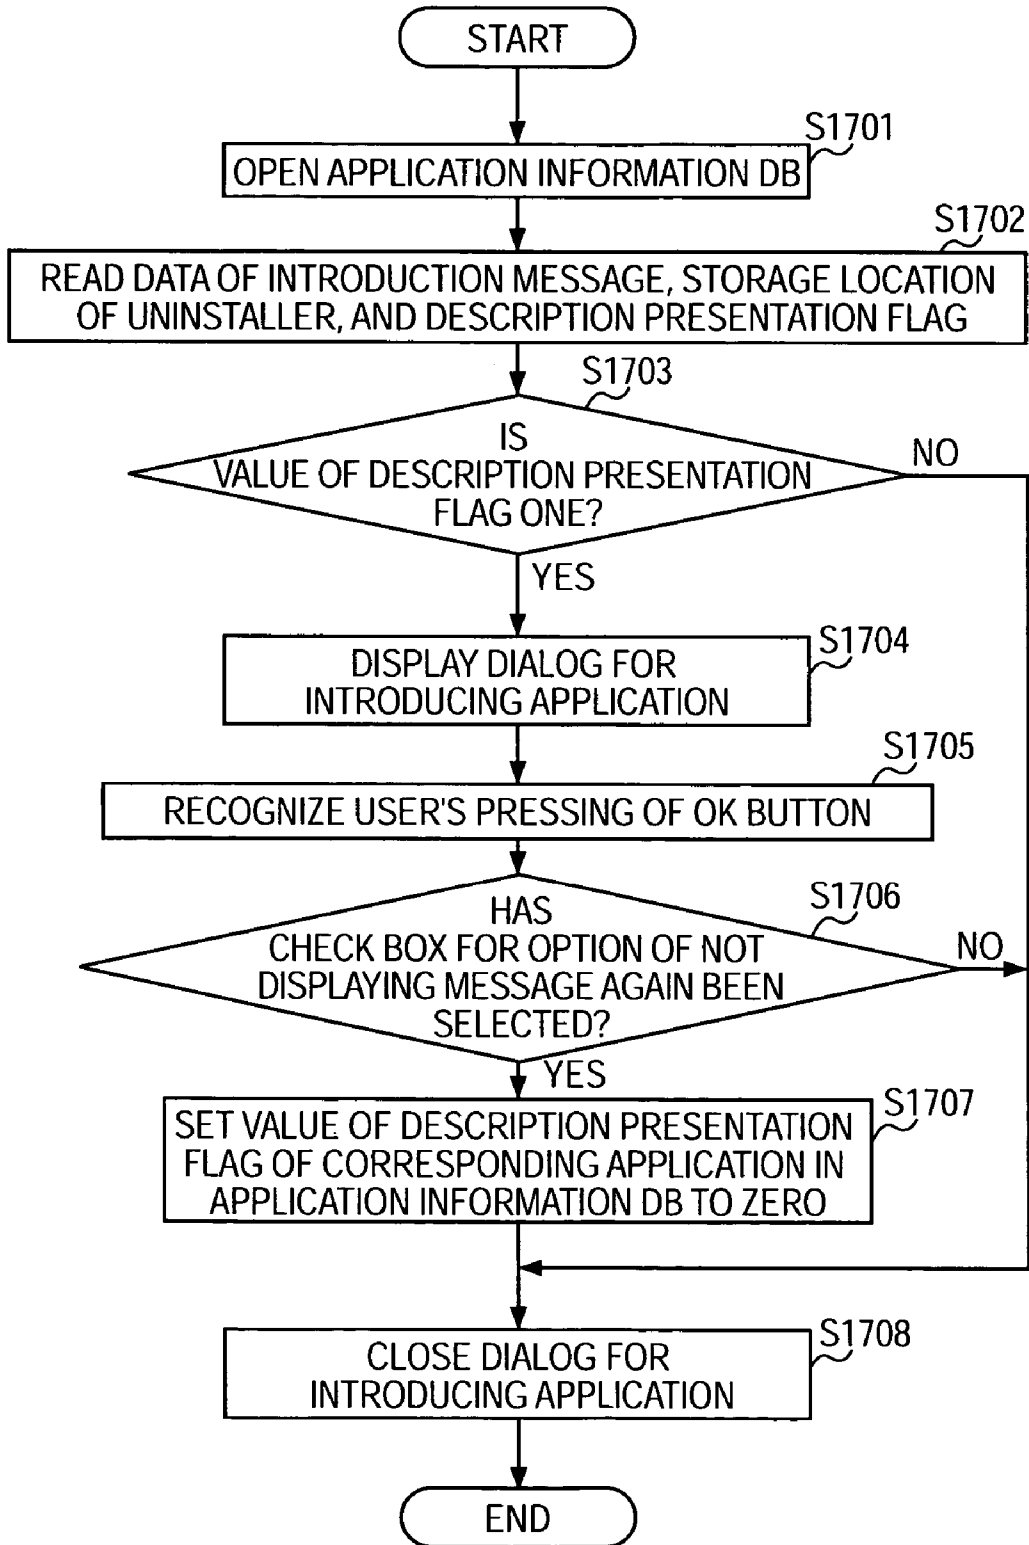 START
S1701
OPEN APPLICATION INFORMATION DB
S1702
READ DATA OF INTRODUCTION MESSAGE, STORAGE LOCATION
OF UNINSTALLER, AND DESCRIPTION PRESENTATION FLAG
S1703
IS
VALUE OF DESCRIPTION PRESENTATION
FLAG ONE?
NO
YES
S1704
DISPLAY DIALOG FOR
INTRODUCING APPLICATION
S1705
RECOGNIZE USER'S PRESSING OF OK BUTTON
S1706
HAS
CHECK BOX FOR OPTION OF NOT
DISPLAYING MESSAGE AGAIN BEEN
SELECTED?
NO
YES
S1707
SET VALUE OF DESCRIPTION PRESENTATION
FLAG OF CORRESPONDING APPLICATION IN
APPLICATION INFORMATION DB TO ZERO
S1708
CLOSE DIALOG FOR
INTRODUCING APPLICATION
END